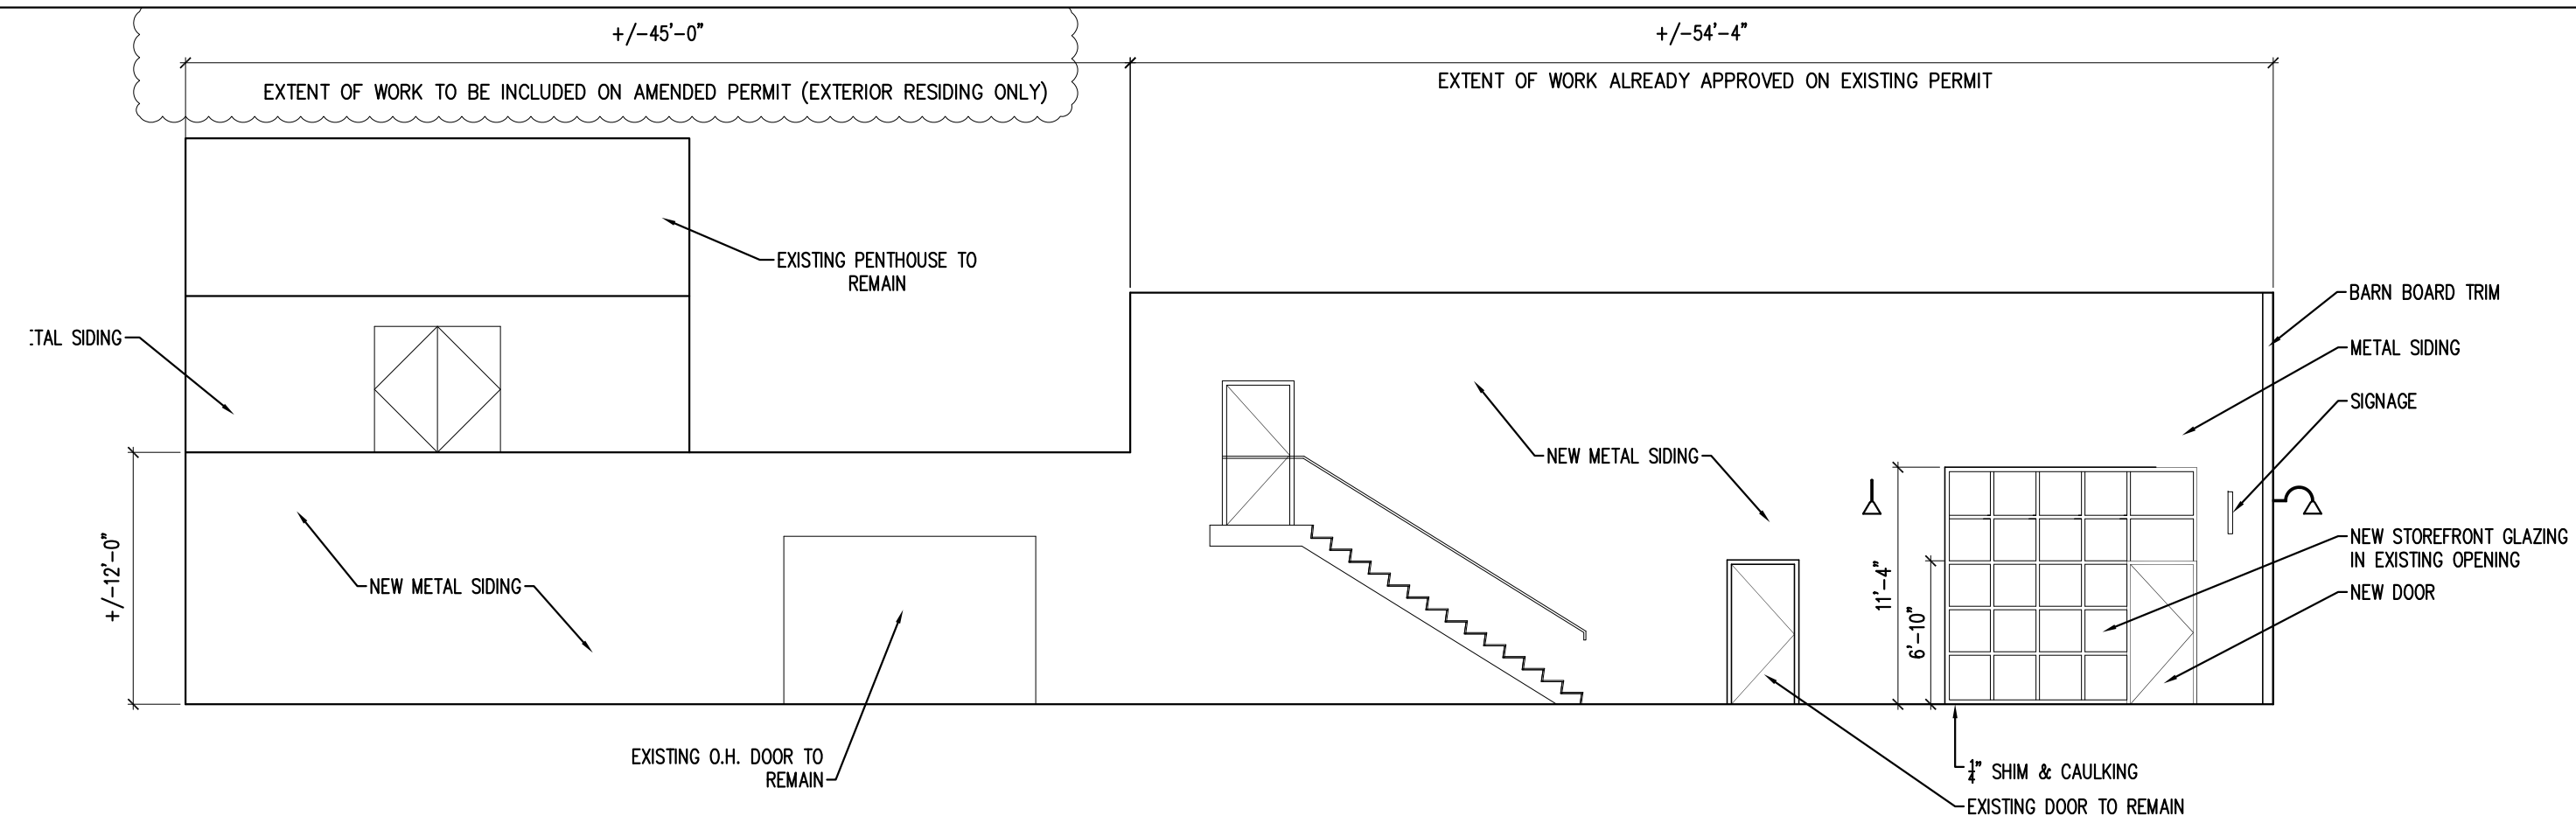 +/-45'-0"
+/-54'-4"
EXTENT OF WORK TO BE INCLUDED ON AMENDED PERMIT (EXTERIOR RESIDING ONLY)
EXTENT OF WORK ALREADY APPROVED ON EXISTING PERMIT
EXISTING PENTHOUSE TO
REMAIN
TAL SIDING
BARN BOARD TRIM
METAL SIDING
SIGNAGE
NEW METAL SIDING
NEW STOREFRONT GLAZING
IN EXISTING OPENING
NEW DOOR
+/-12'-0"
NEW METAL SIDING
11'-4"
6'-10"
EXISTING O.H. DOOR TO
REMAIN
1/4" SHIM & CAULKING
EXISTING DOOR TO REMAIN